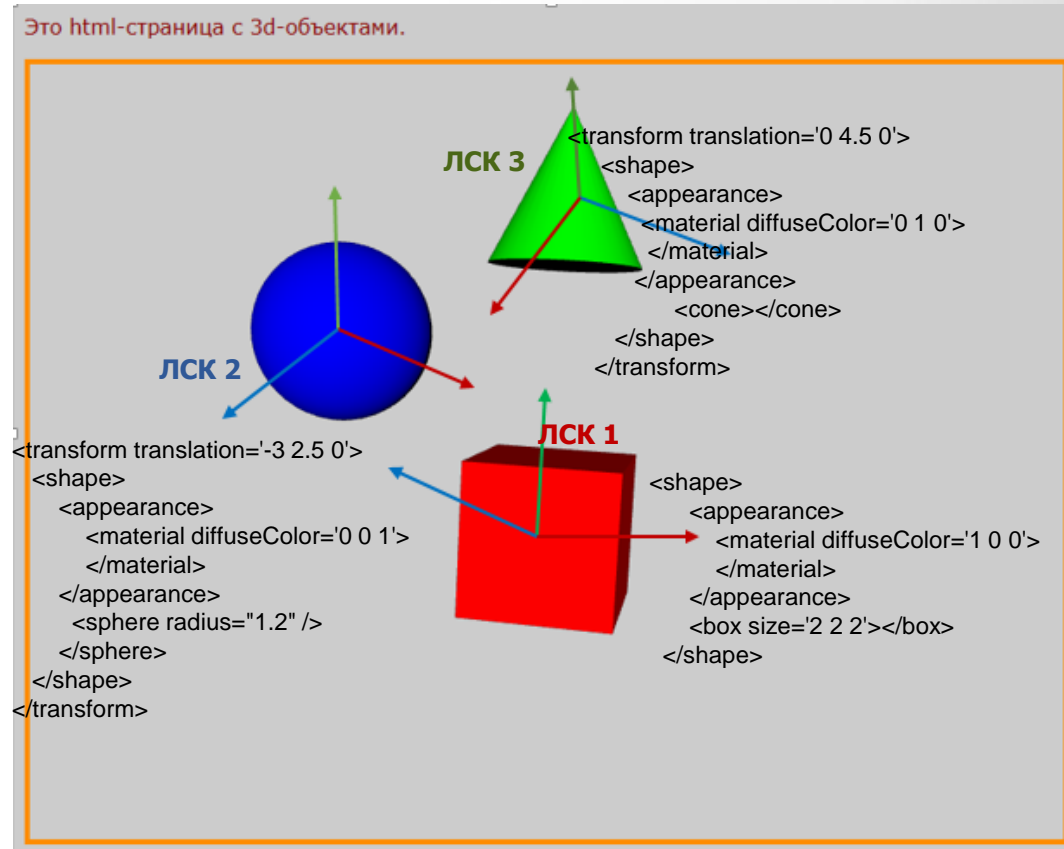 Это html-страница с 3d-объектами.
ЛСК 3
<transform translation='0 4.5 0'>
<shape>
<appearance>
<material diffuseColor='0 1 0'>
</material>
</appearance>
<cone></cone>
</shape>
</transform>
ЛСК 2
<transform translation='-3 2.5 0'>
<shape>
<appearance>
<material diffuseColor='0 0 1'>
</material>
</appearance>
<sphere radius="1.2" />
</sphere>
</shape>
</transform>
ЛСК 1
<shape>
<appearance>
<material diffuseColor='1 0 0'>
</material>
</appearance>
<box size='2 2 2'></box>
</shape>